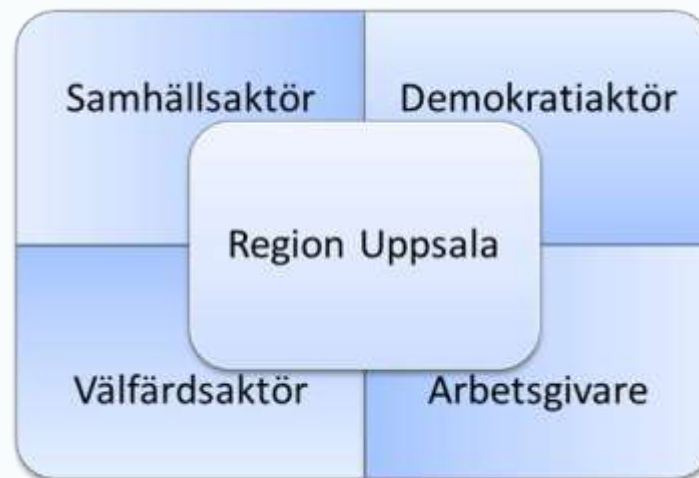 Samhällsaktör
Demokratiaktör
Region Uppsala
Välfärdsaktör
Arbetsgivare